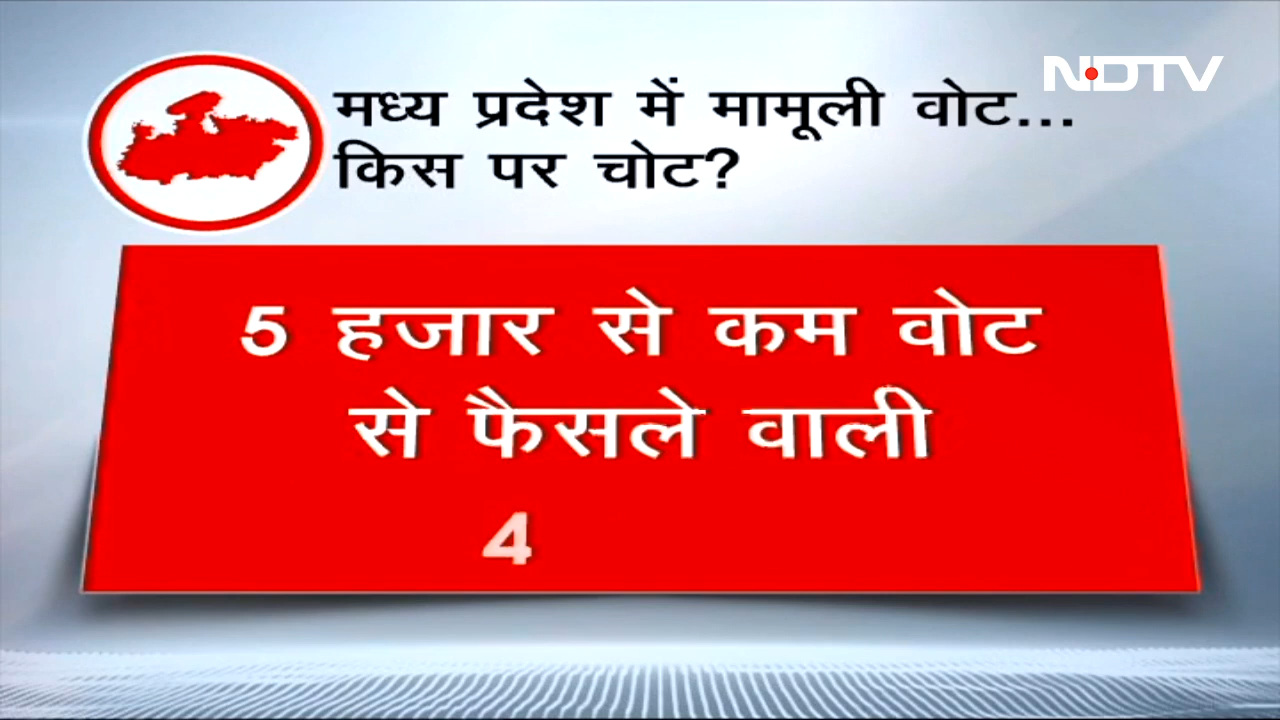 NDTV
मध्य प्रदेश में मामूली वोट...
किस पर चोट?
5 हजार से कम वोट
से फैसले वाली
4